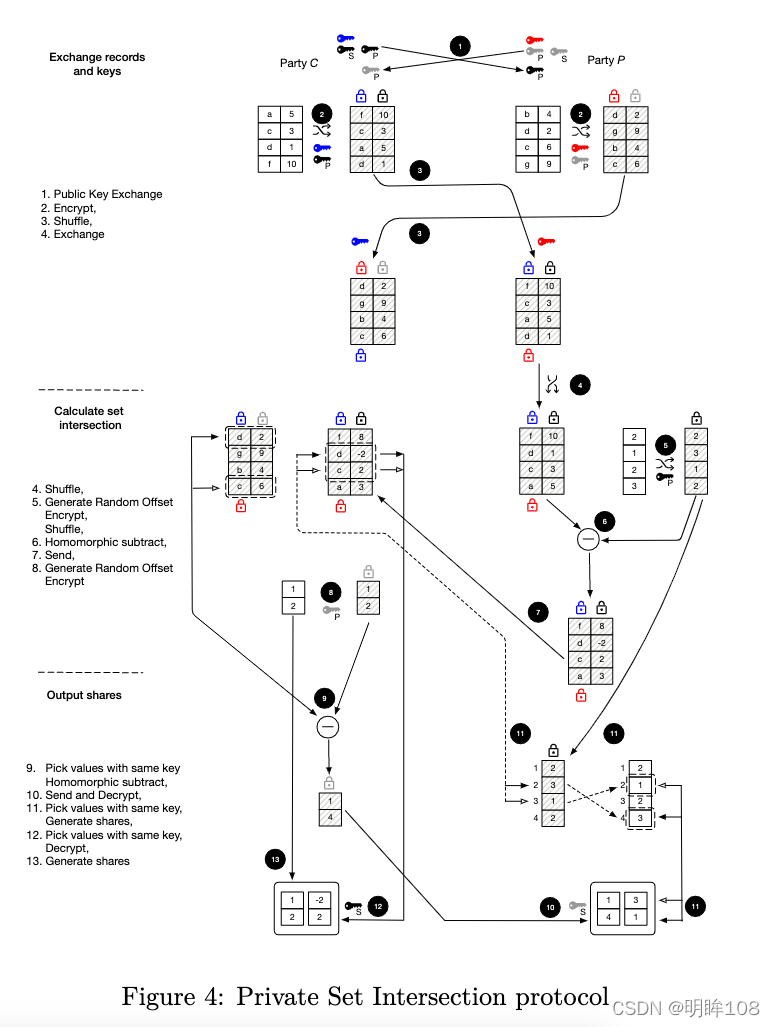 Exchange records
and keys
Party C
S
P
P
1
P
S
P
Party P
a 5
c 3
d 1
f 10
2
P
f 10
c 3
a 5
d 1
b 4
d 2
c 6
g 9
2
P
d 2
g 9
b 4
c 6
3
3
1. Public Key Exchange
2. Encrypt,
3. Shuffle,
4. Exchange
d 2
g 9
b 4
c 6
f 10
c 3
a 5
d 1
4
Calculate set
intersection
d 2
g 9
b 4
c 6
f 8
d -2
c 2
a 3
f 10
d 1
c 3
a 5
2
1
2
3
5
P
2
3
1
2
4. Shuffle,
5. Generate Random Offset
Encrypt,
Shuffle,
6. Homomorphic subtract,
7. Send,
8. Generate Random Offset
Encrypt
6
1
2
8
P
1
2
7
f 8
d -2
c 2
a 3
Output shares
9
11
11
9. Pick values with same key
Homomorphic subtract,
10. Send and Decrypt,
11. Pick values with same key,
Generate shares,
12. Pick values with same key,
Decrypt,
13. Generate shares
1
4
1 2
2 3
3 1
4 2
1 2
2 1
3 2
4 3
13
1 -2
2 2
S
12
10
S
1 3
4 1
11
Figure 4: Private Set Intersection protocol
CSDN @明眸108